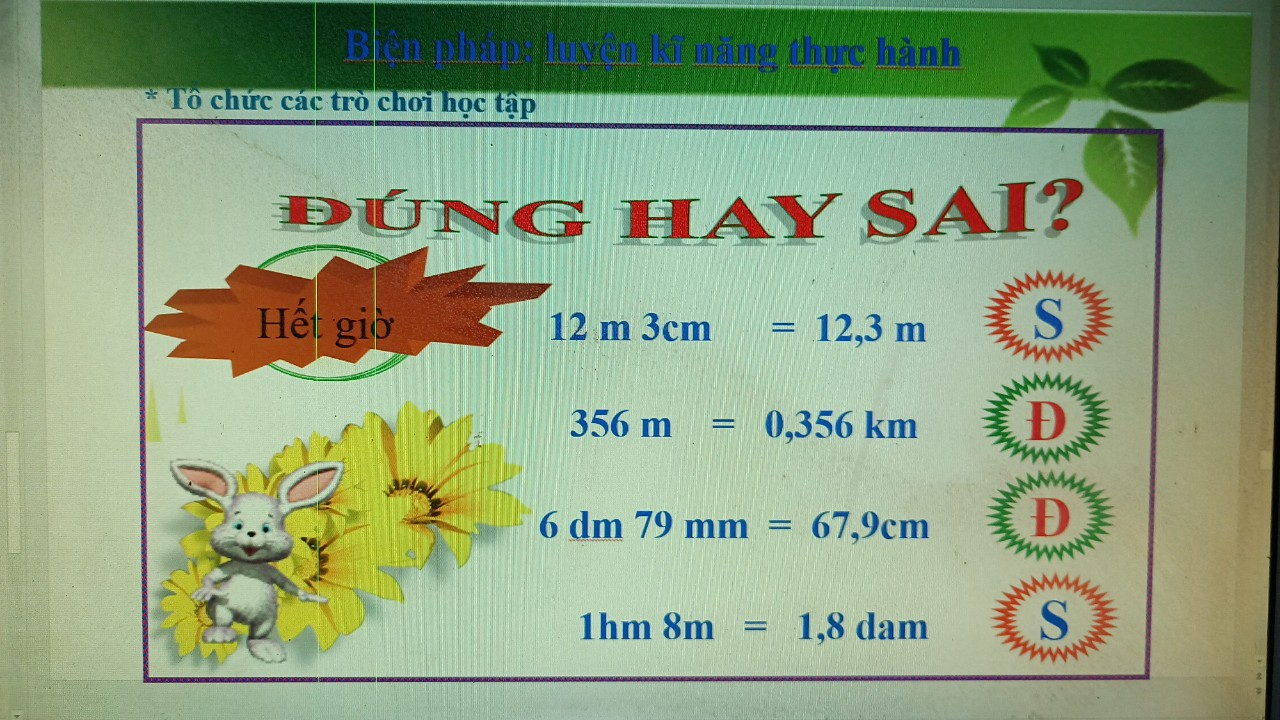 Biện pháp: luyện kĩ năng thực hành
* Tổ chức các trò chơi học tập
ĐÚNG HAY SAI?
Hết giờ
12 m 3cm = 12,3 m S
356 m = 0,356 km Đ
6 dm 79 mm = 67,9cm Đ
1hm 8m = 1,8 dam S